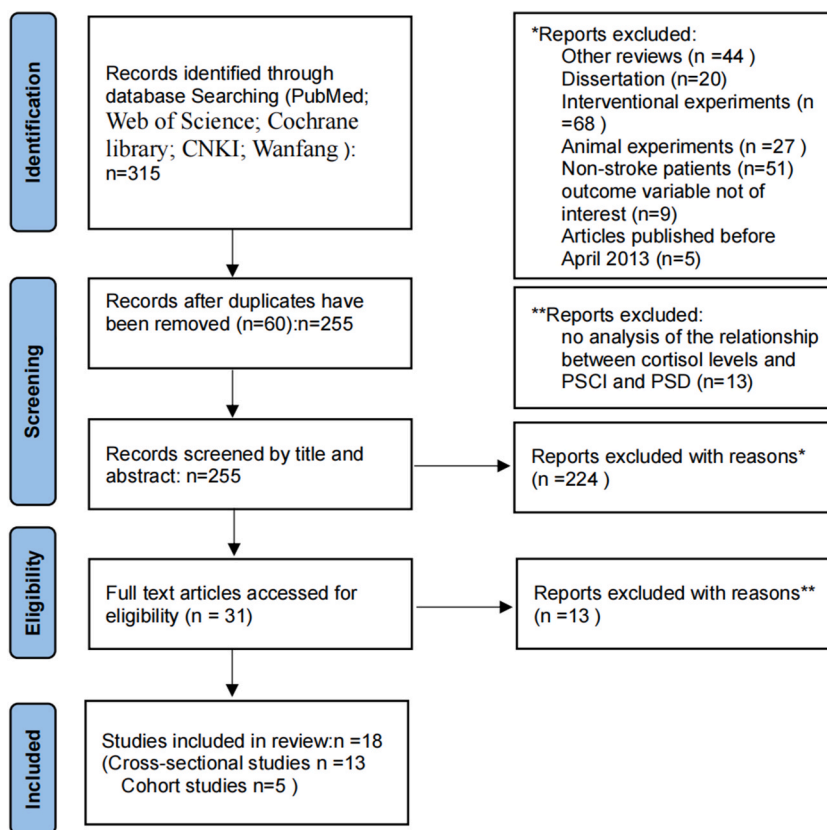 Identification
Records identified through
database Searching (PubMed;
Web of Science; Cochrane
library; CNKI; Wanfang ):
n=315
*Reports excluded:
Other reviews (n =44 )
Dissertation (n=20)
Interventional experiments (n
=68 )
Animal experiments (n =27 )
Non-stroke patients (n=51)
outcome variable not of
interest (n=9)
Articles published before
April 2013 (n=5)
Screening
Records after duplicates have
been removed (n=60):n=255
**Reports excluded:
no analysis of the relationship
between cortisol levels and
PSCI and PSD (n=13)
Records screened by title and
abstract: n=255
Reports excluded with reasons*
(n =224 )
Eligibility
Full text articles accessed for
eligibility (n = 31)
Reports excluded with reasons**
(n =13 )
Included
Studies included in review:n =18
(Cross-sectional studies n =13
Cohort studies n=5 )